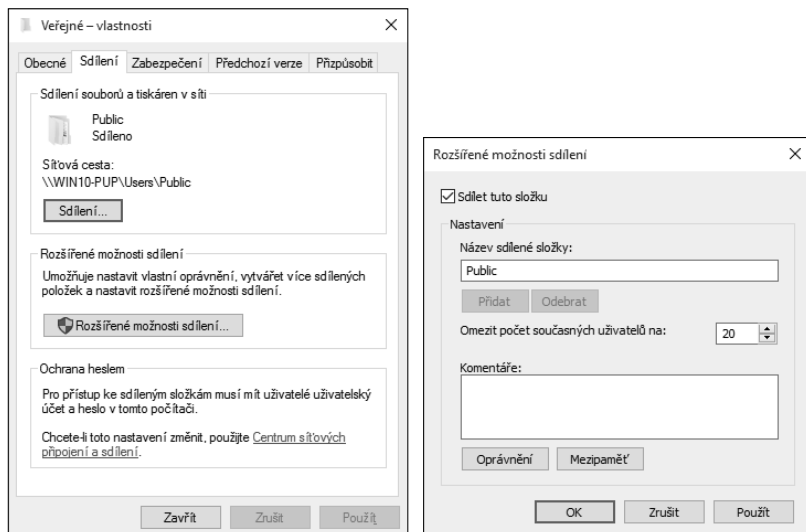 Veřejné – vlastnosti
Obecné Sdílení Zabezpečení Předchozí verze Přizpůsobit
Sdílení souborů a tiskáren v síti
Public
Sdíleno
Síťová cesta:
\\WIN10-PUP\Users\Public
Sdílení...
Rozšířené možnosti sdílení
Umožňuje nastavit vlastní oprávnění, vytvářet více sdílených
položek a nastavit rozšířené možnosti sdílení.
Rozšířené možnosti sdílení...
Ochrana heslem
Pro přístup ke sdíleným složkám musí mít uživatelé uživatelský
účet a heslo v tomto počítači.
Chcete-li toto nastavení změnit, použijte Centrum síťových
připojení a sdílení.
Zavřít Zrušit Použít
Rozšířené možnosti sdílení
Sdílet tuto složku
Nastavení
Název sdílené složky:
Public
Přidat Odebrat
Omezit počet současných uživatelů na: 20
Komentáře:
Oprávnění Mezipaměť
OK Zrušit Použít